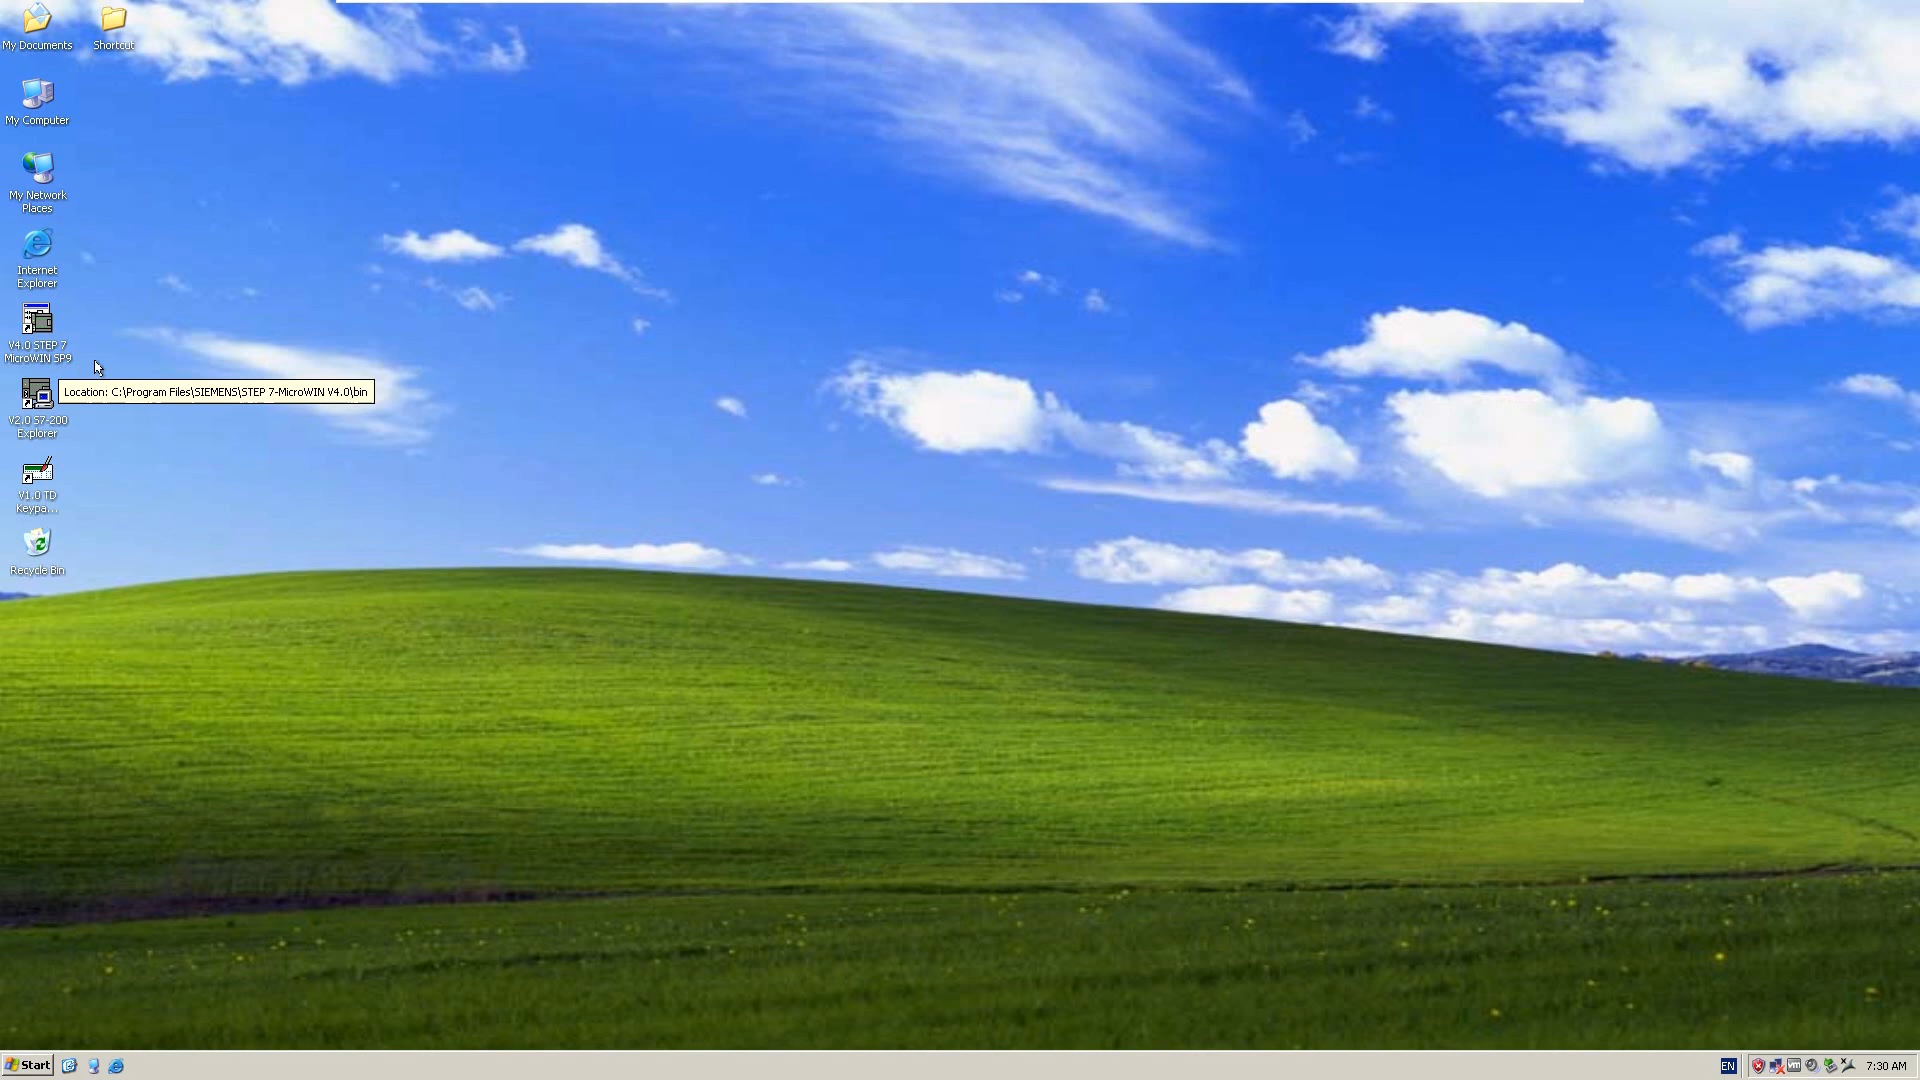 My Documents
Shortcut
My Computer
My Network
Places
Internet
Explorer
V4.0 STEP 7
MicroWIN SP9
Location: C:\Program Files\SIEMENS\STEP 7-MicroWIN V4.0\bin
V2.0 S7-200
Explorer
V1.0 TD
Keypa...
Recycle Bin
Start
EN
vm
7:30 AM